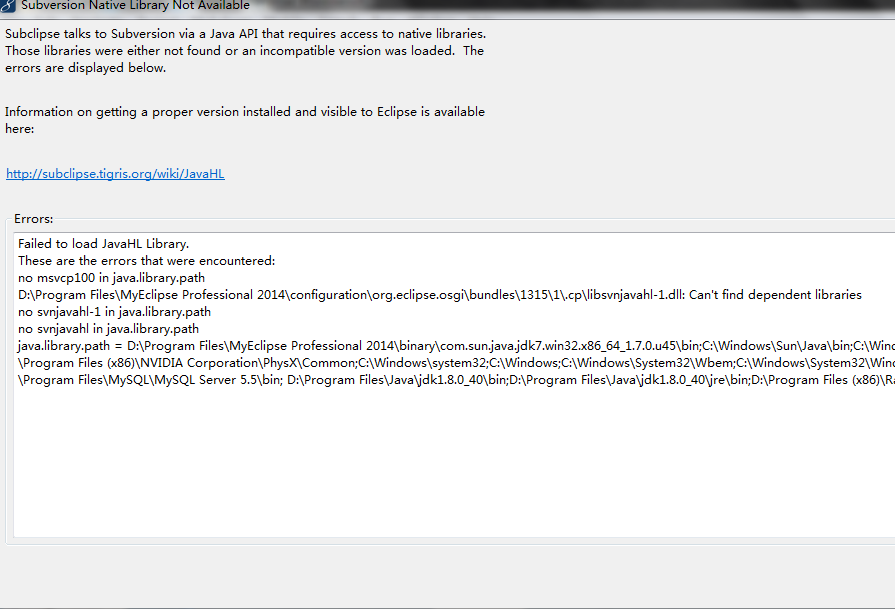 Subversion Native Library Not Available
Subclipse talks to Subversion via a Java API that requires access to native libraries.
Those libraries were either not found or an incompatible version was loaded.  The
errors are displayed below.
Information on getting a proper version installed and visible to Eclipse is available
here:
http://subclipse.tigris.org/wiki/JavaHL
Errors:
Failed to load JavaHL Library.
These are the errors that were encountered:
no msvcp100 in java.library.path
D:\Program Files\MyEclipse Professional 2014\configuration\org.eclipse.osgi\bundles\1315\1\.cp\libsvnjavahl-1.dll: Can't find dependent libraries
no svnjavahl-1 in java.library.path
no svnjavahl in java.library.path
java.library.path = D:\Program Files\MyEclipse Professional 2014\binary\com.sun.java.jdk7.win32.x86_64_1.7.0.u45\bin;C:\Windows\Sun\Java\bin;C:\Wind
\Program Files (x86)\NVIDIA Corporation\PhysX\Common;C:\Windows\system32;C:\Windows;C:\Windows\System32\Wbem;C:\Windows\System32\Wind
\Program Files\MySQL\MySQL Server 5.5\bin; D:\Program Files\Java\jdk1.8.0_40\bin;D:\Program Files\Java\jdk1.8.0_40\jre\bin;D:\Program Files (x86)\Ra